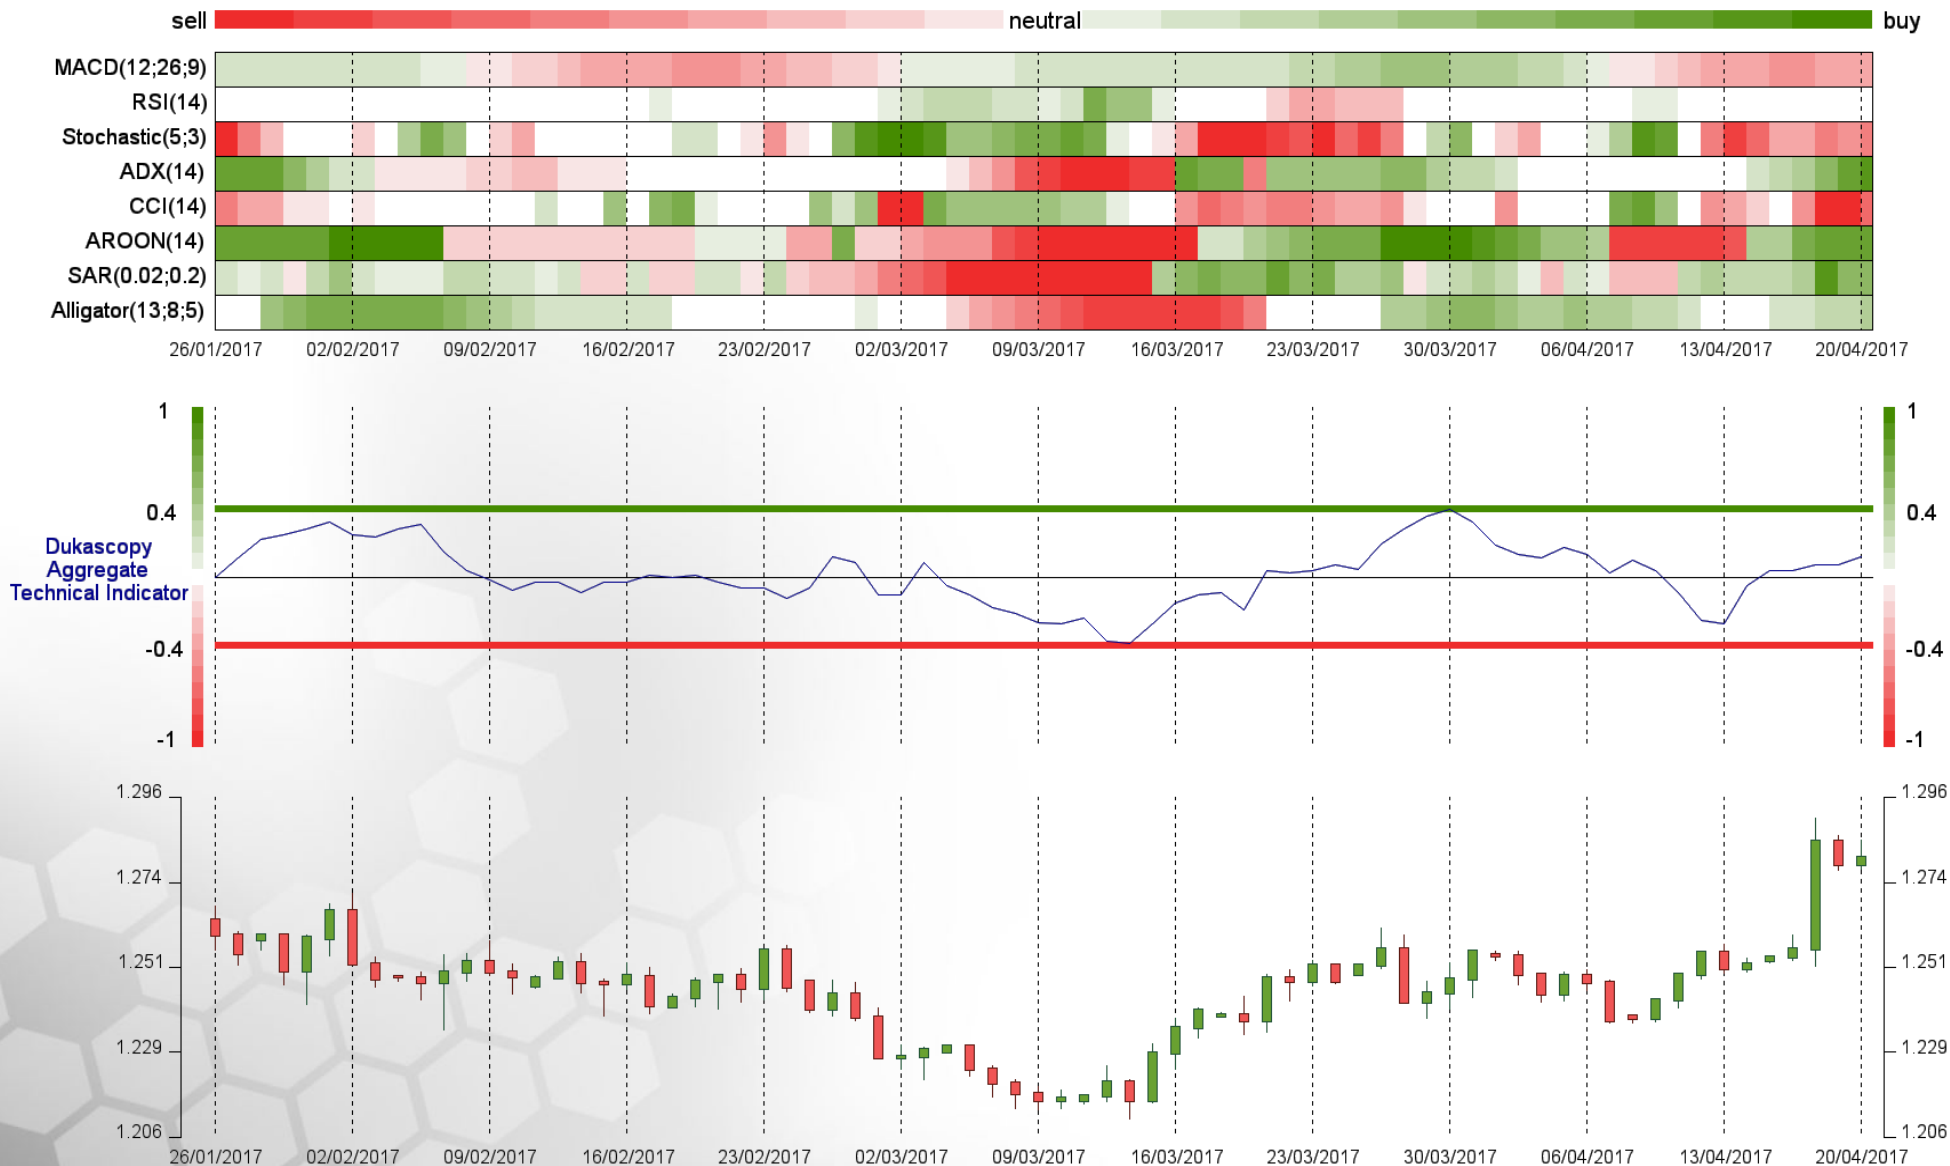 sell neutral buy
MACD(12;26;9)
RSI(14)
Stochastic(5;3)
ADX(14)
CCI(14)
AROON(14)
SAR(0.02;0.2)
Alligator(13;8;5)
26/01/2017 02/02/2017 09/02/2017 16/02/2017 23/02/2017 02/03/2017 09/03/2017 16/03/2017 23/03/2017 30/03/2017 06/04/2017 13/04/2017 20/04/2017
1 1
0.4 0.4
Dukascopy
Aggregate
Technical Indicator
-0.4 -0.4
-1 -1
1.296 1.296
1.274 1.274
1.251 1.251
1.229 1.229
1.206 1.206
26/01/2017 02/02/2017 09/02/2017 16/02/2017 23/02/2017 02/03/2017 09/03/2017 16/03/2017 23/03/2017 30/03/2017 06/04/2017 13/04/2017 20/04/2017